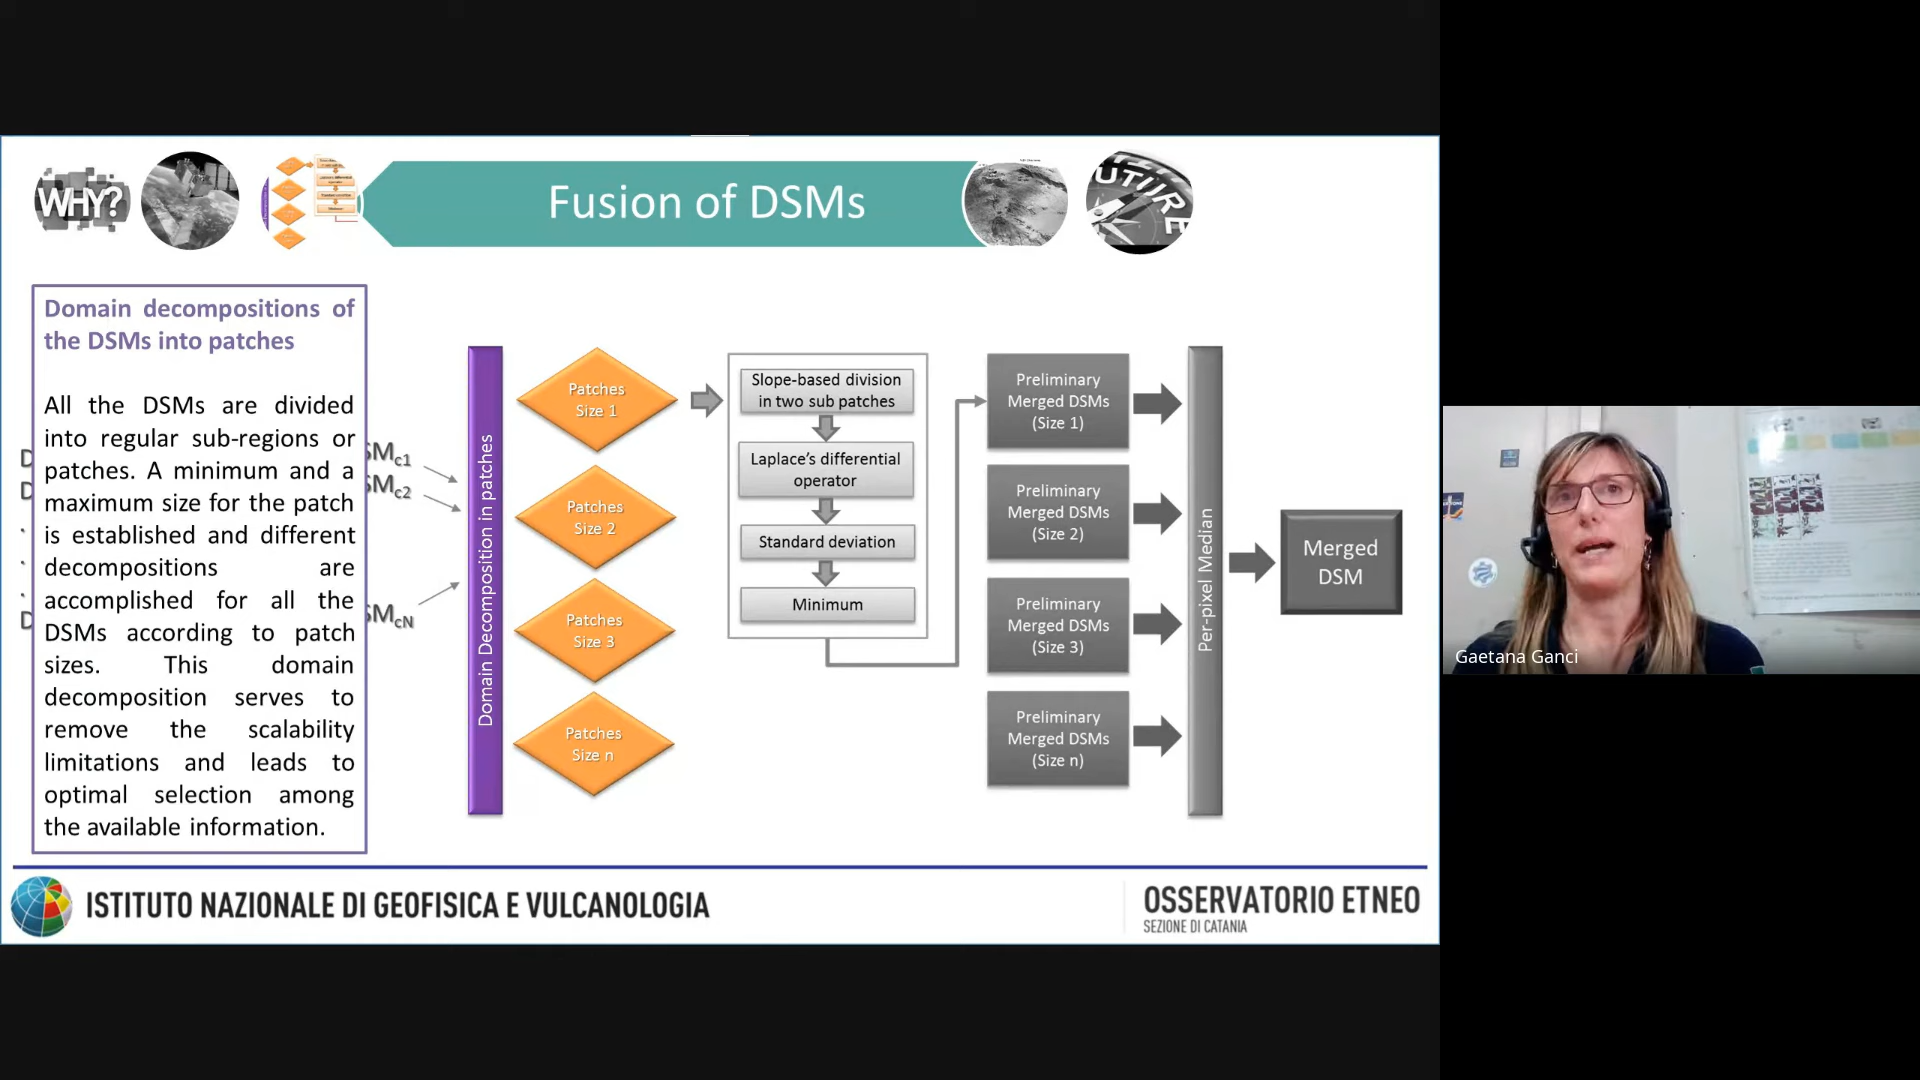 WHY?
Fusion of DSMs
FUTURE
Domain decompositions of
the DSMs into patches
All the DSMs are divided
into regular sub-regions or
patches. A minimum and a
maximum size for the patch
is established and different
decompositions are
accomplished for all the
DSMs according to patch
sizes. This domain
decomposition serves to
remove the scalability
limitations and leads to
optimal selection among
the available information.
SMc1
SMc2
SMcN
Domain Decomposition in patches
Patches
Size 1
Patches
Size 2
Patches
Size 3
Patches
Size n
Slope-based division
in two sub patches
Laplace's differential
operator
Standard deviation
Minimum
Preliminary
Merged DSMs
(Size 1)
Preliminary
Merged DSMs
(Size 2)
Preliminary
Merged DSMs
(Size 3)
Preliminary
Merged DSMs
(Size n)
Per-pixel Median
Merged
DSM
ISTITUTO NAZIONALE DI GEOFISICA E VULCANOLOGIA
OSSERVATORIO ETNEO
SEZIONE DI CATANIA
Gaetana Ganci